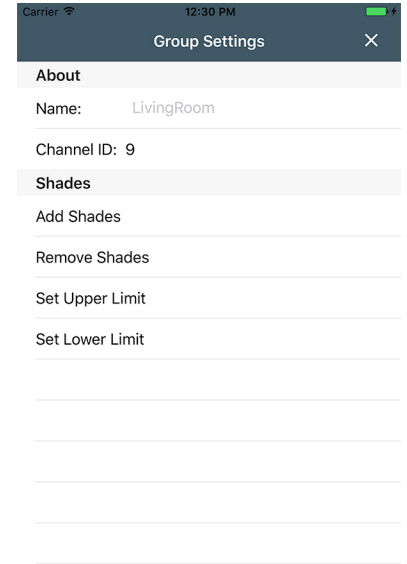 Carrier 12:30 PM
Group Settings ×
About
Name: LivingRoom
Channel ID: 9
Shades
Add Shades
Remove Shades
Set Upper Limit
Set Lower Limit